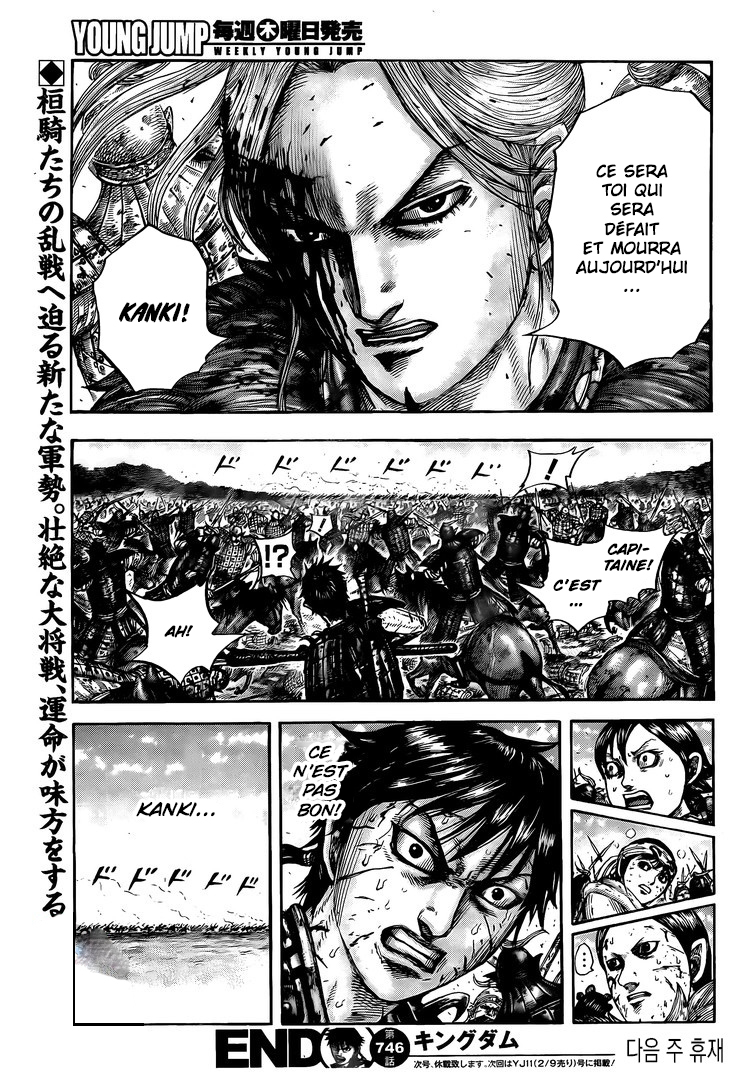 YOUNG JUMP 毎週木曜日発売
WEEKLY YOUNG JUMP
◆桓騎たちの乱戦へ迫る新たな軍勢。壮絶な大将戦、運命が味方をする
CE SERA
TOI QUI
SERA
DÉFAIT
ET MOURRA
AUJOURD'HUI
...
KANKI!
ド ド ド ド ド ド
!
!
!?
CAPI-
TAINE!
C'EST
...
AH!
CE
N'EST
PAS
BON!
KANKI...
ド ド ド ド ド
...
END
第
746
話
キングダム
次号、休載致します。次回はYJ11(2/9売り)号に掲載!
다음 주 휴재